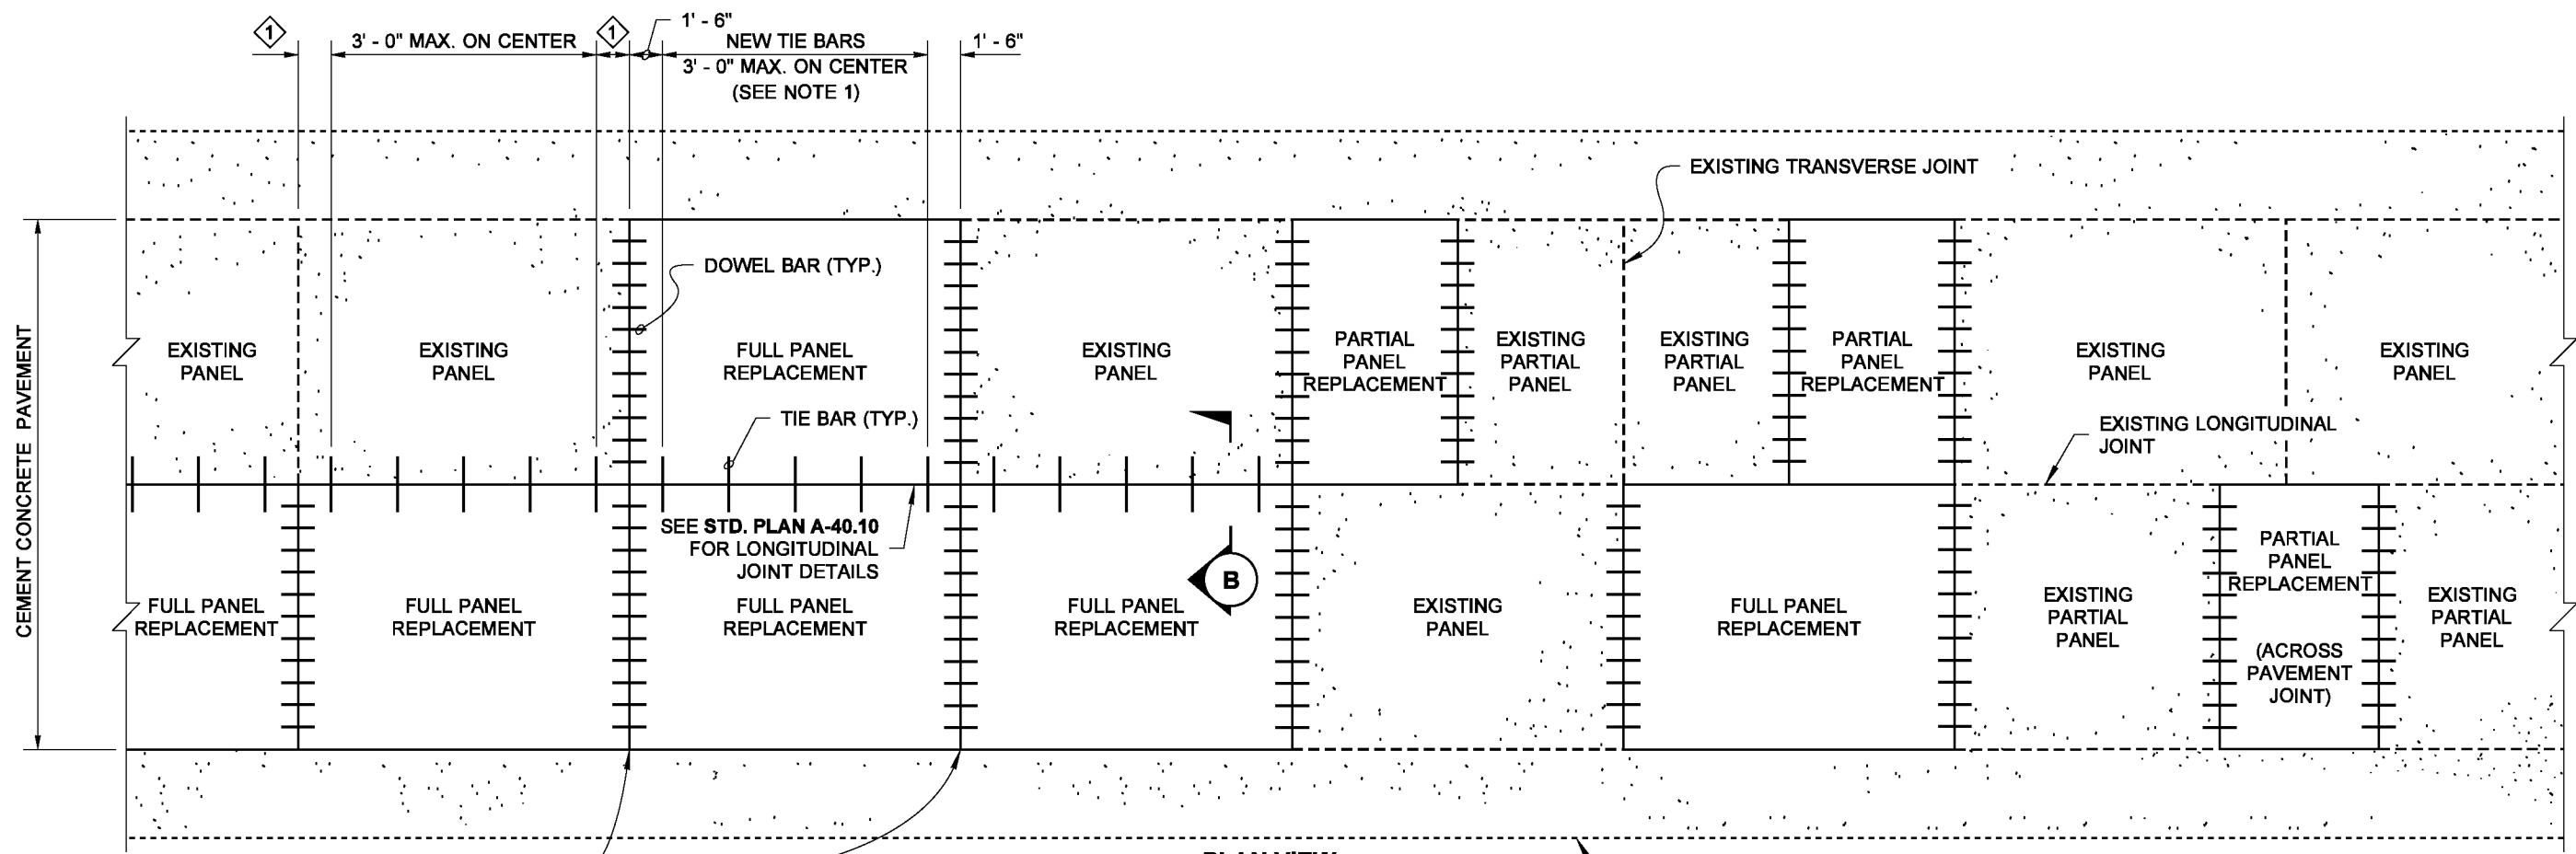 1
3' - 0" MAX. ON CENTER
1
1' - 6"
NEW TIE BARS
3' - 0" MAX. ON CENTER
(SEE NOTE 1)
1' - 6"
EXISTING TRANSVERSE JOINT
DOWEL BAR (TYP.)
CEMENT CONCRETE PAVEMENT
EXISTING
PANEL
EXISTING
PANEL
FULL PANEL
REPLACEMENT
EXISTING
PANEL
PARTIAL
PANEL
REPLACEMENT
EXISTING
PARTIAL
PANEL
EXISTING
PARTIAL
PANEL
PARTIAL
PANEL
REPLACEMENT
EXISTING
PANEL
EXISTING
PANEL
TIE BAR (TYP.)
EXISTING LONGITUDINAL
JOINT
SEE STD. PLAN A-40.10
FOR LONGITUDINAL
JOINT DETAILS
B
FULL PANEL
REPLACEMENT
FULL PANEL
REPLACEMENT
FULL PANEL
REPLACEMENT
FULL PANEL
REPLACEMENT
EXISTING
PANEL
FULL PANEL
REPLACEMENT
EXISTING
PARTIAL
PANEL
PARTIAL
PANEL
REPLACEMENT
(ACROSS
PAVEMENT
JOINT)
EXISTING
PARTIAL
PANEL
PLAN VIEW